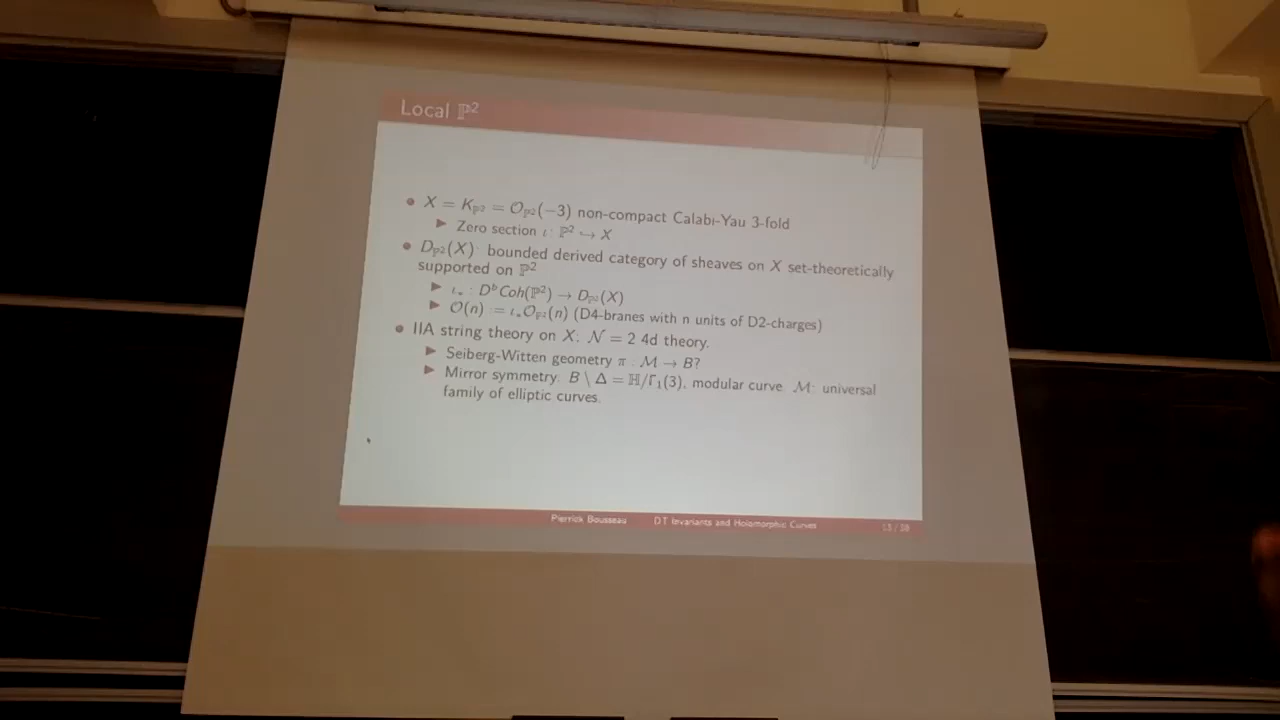 Local ℙ²
• X = K_ℙ² = 𝒪_ℙ²(−3) non-compact Calabi-Yau 3-fold
▶ Zero section ι : ℙ² ↪ X
• D_ℙ²(X): bounded derived category of sheaves on X set-theoretically
supported on ℙ²
▶ ι_* : D^bCoh(ℙ²) → D_ℙ²(X)
▶ 𝒪(n) := ι_*𝒪_ℙ²(n) (D4-branes with n units of D2-charges)
• IIA string theory on X: 𝒩 = 2 4d theory.
▶ Seiberg-Witten geometry π : ℳ → B?
▶ Mirror symmetry: B \ Δ = ℍ/Γ₁(3), modular curve. ℳ: universal
family of elliptic curves.
Pierrick Bousseau DT Invariants and Holomorphic Curves